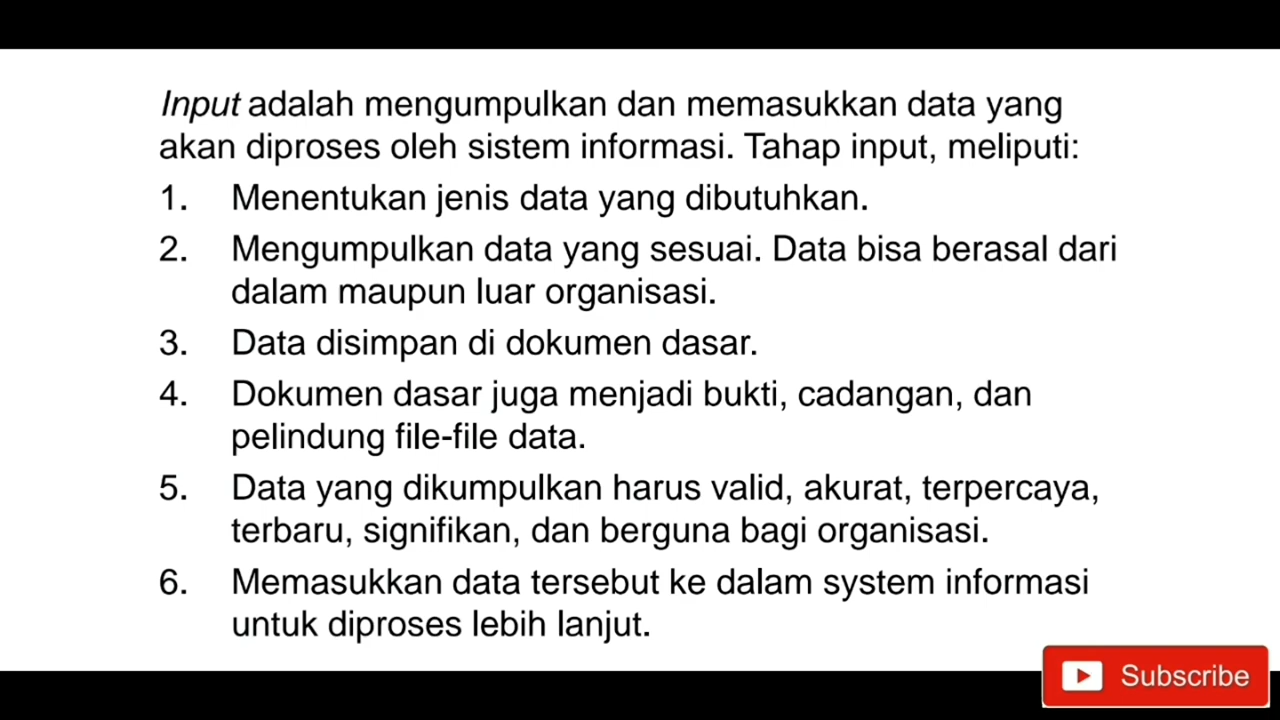 Input adalah mengumpulkan dan memasukkan data yang
akan diproses oleh sistem informasi. Tahap input, meliputi:
1. Menentukan jenis data yang dibutuhkan.
2. Mengumpulkan data yang sesuai. Data bisa berasal dari
dalam maupun luar organisasi.
3. Data disimpan di dokumen dasar.
4. Dokumen dasar juga menjadi bukti, cadangan, dan
pelindung file-file data.
5. Data yang dikumpulkan harus valid, akurat, terpercaya,
terbaru, signifikan, dan berguna bagi organisasi.
6. Memasukkan data tersebut ke dalam system informasi
untuk diproses lebih lanjut.
Subscribe